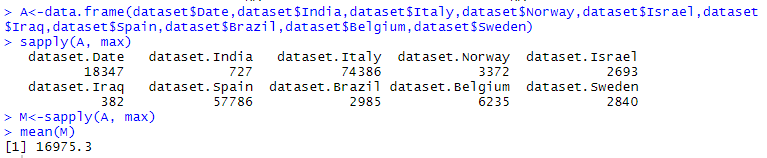 > A<-data.frame(dataset$Date,dataset$India,dataset$Italy,dataset$Norway,dataset$Israel,dataset
$Iraq,dataset$Spain,dataset$Brazil,dataset$Belgium,dataset$Sweden)
> sapply(A, max)
dataset.Date dataset.India dataset.Italy dataset.Norway dataset.Israel
18347 727 74386 3372 2693
dataset.Iraq dataset.Spain dataset.Brazil dataset.Belgium dataset.Sweden
382 57786 2985 6235 2840
> M<-sapply(A, max)
> mean(M)
[1] 16975.3